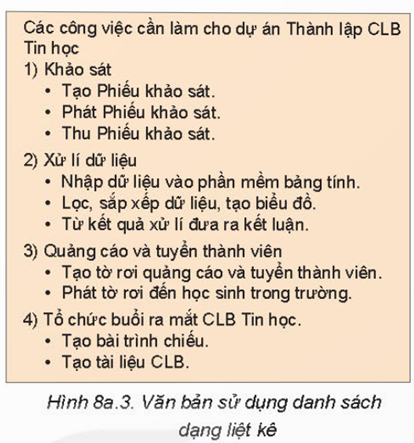 Các công việc cần làm cho dự án Thành lập CLB
Tin học
1) Khảo sát
• Tạo Phiếu khảo sát.
• Phát Phiếu khảo sát.
• Thu Phiếu khảo sát.
2) Xử lí dữ liệu
• Nhập dữ liệu vào phần mềm bảng tính.
• Lọc, sắp xếp dữ liệu, tạo biểu đồ.
• Từ kết quả xử lí đưa ra kết luận.
3) Quảng cáo và tuyển thành viên
• Tạo tờ rơi quảng cáo và tuyển thành viên.
• Phát tờ rơi đến học sinh trong trường.
4) Tổ chức buổi ra mắt CLB Tin học.
• Tạo bài trình chiếu.
• Tạo tài liệu CLB.
Hình 8a.3. Văn bản sử dụng danh sách
dạng liệt kê